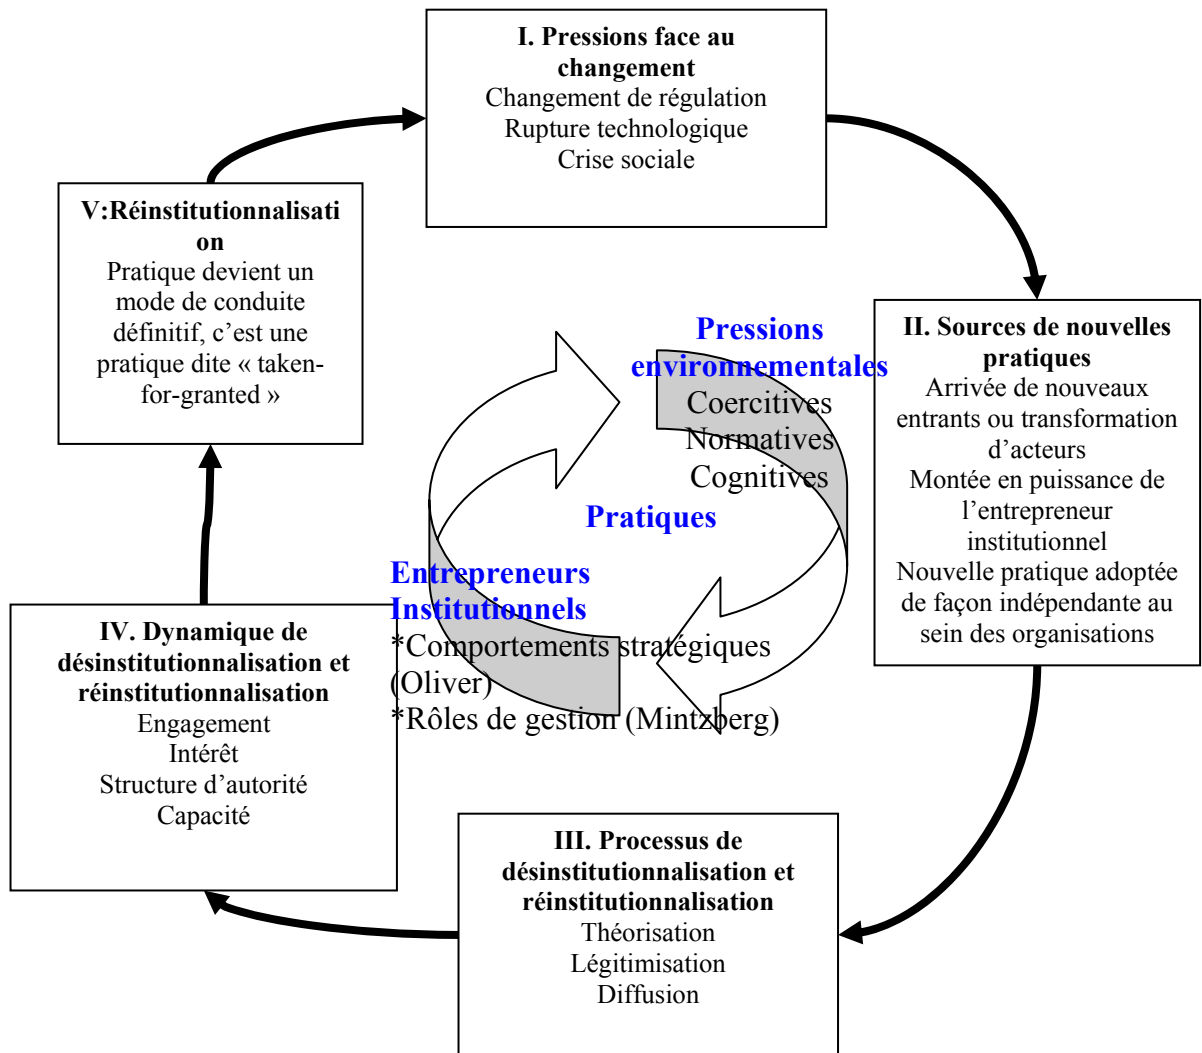 I. Pressions face au
changement
Changement de régulation
Rupture technologique
Crise sociale
II. Sources de nouvelles
pratiques
Arrivée de nouveaux
entrants ou transformation
d'acteurs
Montée en puissance de
l'entrepreneur
institutionnel
Nouvelle pratique adoptée
de façon indépendante au
sein des organisations
III. Processus de
désinstitutionnalisation et
réinstitutionnalisation
Théorisation
Légitimisation
Diffusion
IV. Dynamique de
désinstitutionnalisation et
réinstitutionnalisation
Engagement
Intérêt
Structure d'autorité
Capacité
V:Réinstitutionnalisati
on
Pratique devient un
mode de conduite
définitif, c'est une
pratique dite « taken-
for-granted »
Pressions
environnementales
Coercitives
Normatives
Cognitives
Pratiques
Entrepreneurs
Institutionnels
*Comportements stratégiques
(Oliver)
*Rôles de gestion (Mintzberg)